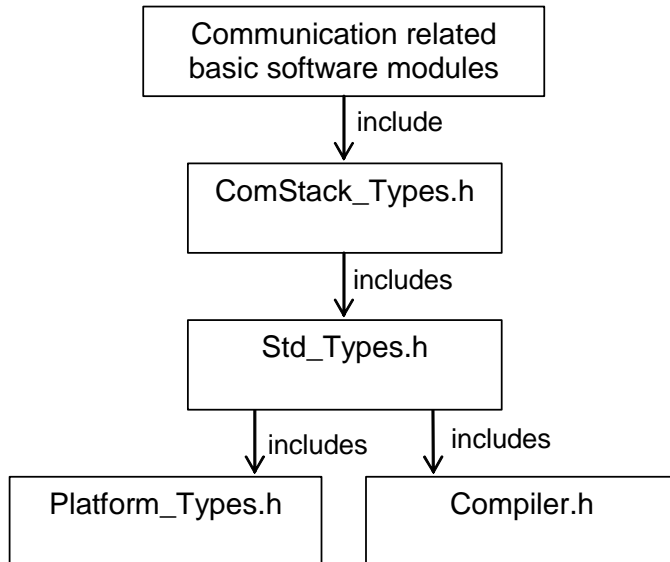 Communication related
basic software modules
include
ComStack_Types.h
includes
Std_Types.h
includes
includes
Platform_Types.h
Compiler.h